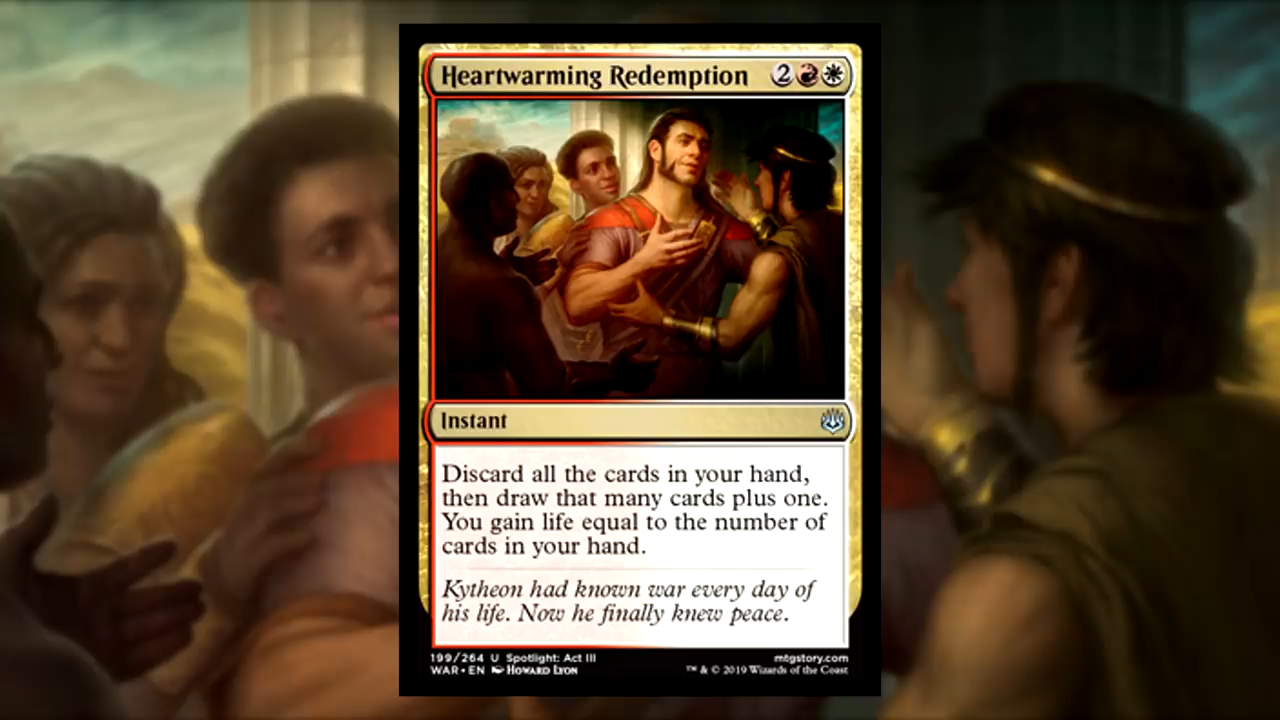 Heartwarming Redemption 2
Instant
Discard all the cards in your hand,
then draw that many cards plus one.
You gain life equal to the number of
cards in your hand.
Kytheon had known war every day of
his life. Now he finally knew peace.
199/264 U Spotlight: Act III
mtgstory.com
WAR • EN Howard Lyon
™ & © 2019 Wizards of the Coast